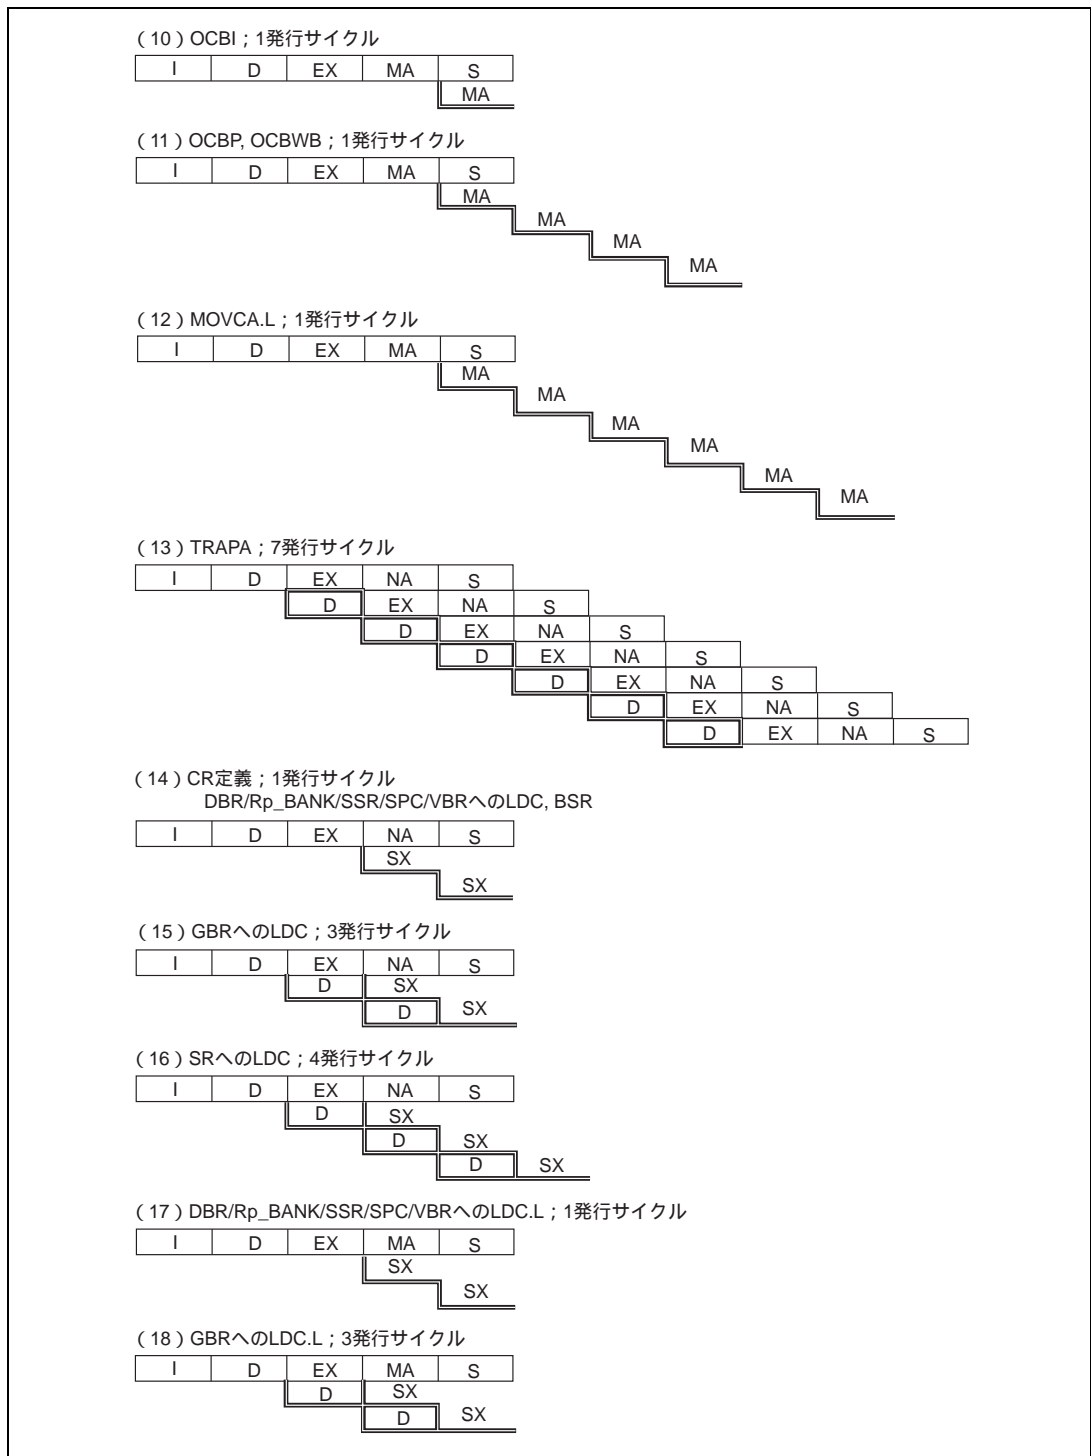 （10）OCBI；1発行サイクル
I D EX MA S
MA
（11）OCBP, OCBWB；1発行サイクル
I D EX MA S
MA
MA
MA
MA
（12）MOVCA.L；1発行サイクル
I D EX MA S
MA
MA
MA
MA
MA
MA
（13）TRAPA；7発行サイクル
I D EX NA S
D EX NA S
D EX NA S
D EX NA S
D EX NA S
D EX NA S
D EX NA S
（14）CR定義；1発行サイクル
DBR/Rp_BANK/SSR/SPC/VBRへのLDC, BSR
I D EX NA S
SX
SX
（15）GBRへのLDC；3発行サイクル
I D EX NA S
D SX
D SX
（16）SRへのLDC；4発行サイクル
I D EX NA S
D SX
D SX
D SX
（17）DBR/Rp_BANK/SSR/SPC/VBRへのLDC.L；1発行サイクル
I D EX MA S
SX
SX
（18）GBRへのLDC.L；3発行サイクル
I D EX MA S
D SX
D SX